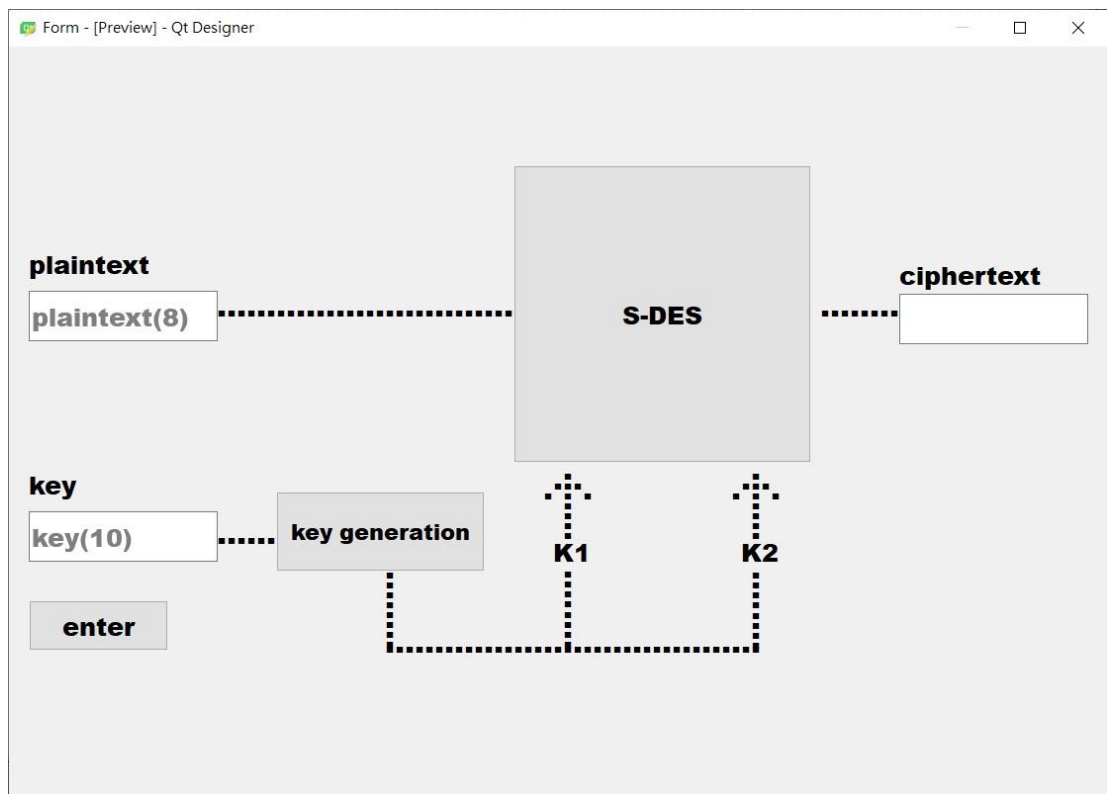 Form - [Preview] - Qt Designer
plaintext
plaintext(8)
S-DES
ciphertext
key
key(10)
key generation
K1
K2
enter